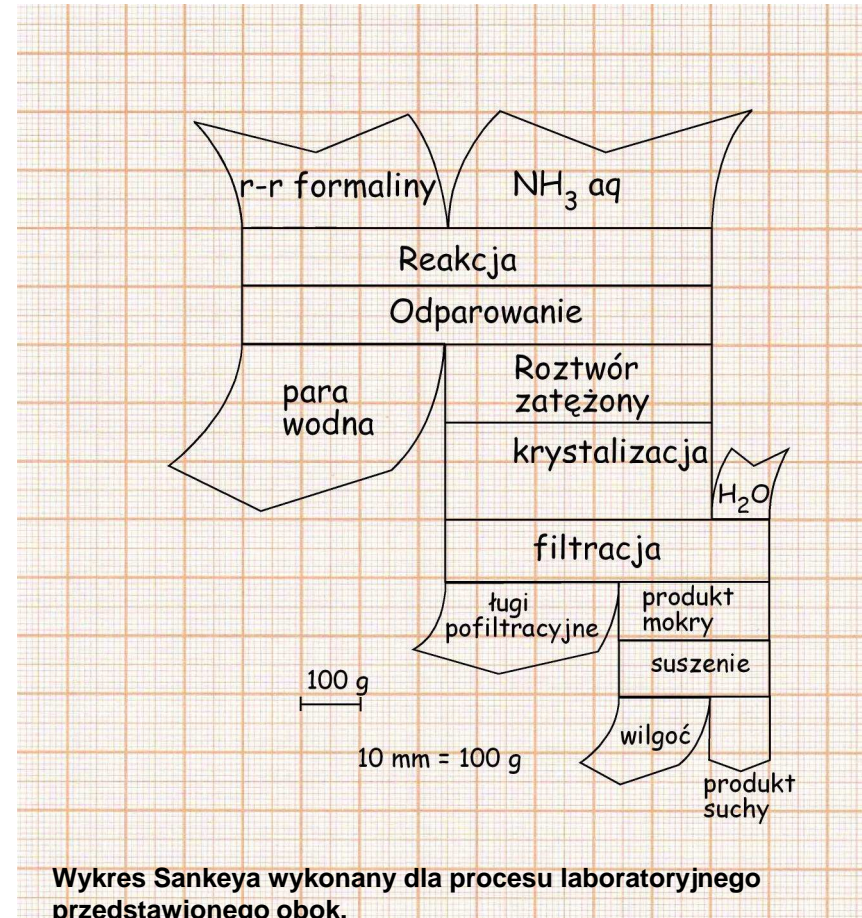 r-r formaliny
NH3 aq
Reakcja
Odparowanie
para
wodna
Roztwór
zatężony
krystalizacja
H2O
filtracja
ługi
pofiltracyjne
produkt
mokry
suszenie
100 g
wilgoć
10 mm = 100 g
produkt
suchy
Wykres Sankeya wykonany dla procesu laboratoryjnego
przedstawionego obok.